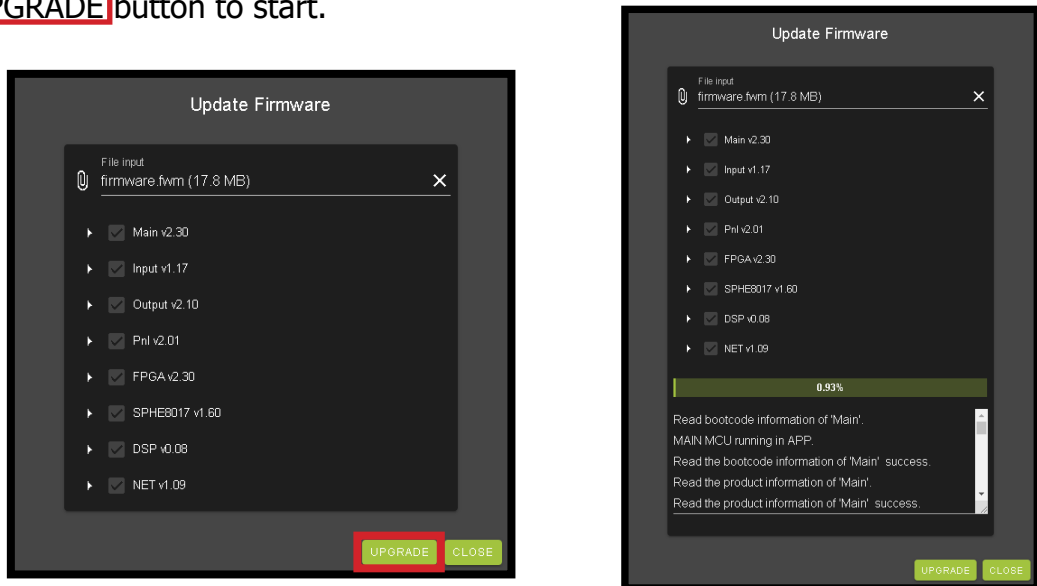 UPGRADE button to start.
Update Firmware
File input
firmware.fwm (17.8 MB)
Main v2.30
Input v1.17
Output v2.10
Pnl v2.01
FPGA v2.30
SPHE8017 v1.60
DSP v0.08
NET v1.09
UPGRADE CLOSE
Update Firmware
File input
firmware.fwm (17.8 MB)
Main v2.30
Input v1.17
Output v2.10
Pnl v2.01
FPGA v2.30
SPHE8017 v1.60
DSP v0.08
NET v1.09
0.93%
Read bootcode information of 'Main'.
MAIN MCU running in APP.
Read the bootcode information of 'Main' success.
Read the product information of 'Main'.
Read the product information of 'Main' success.
UPGRADE CLOSE